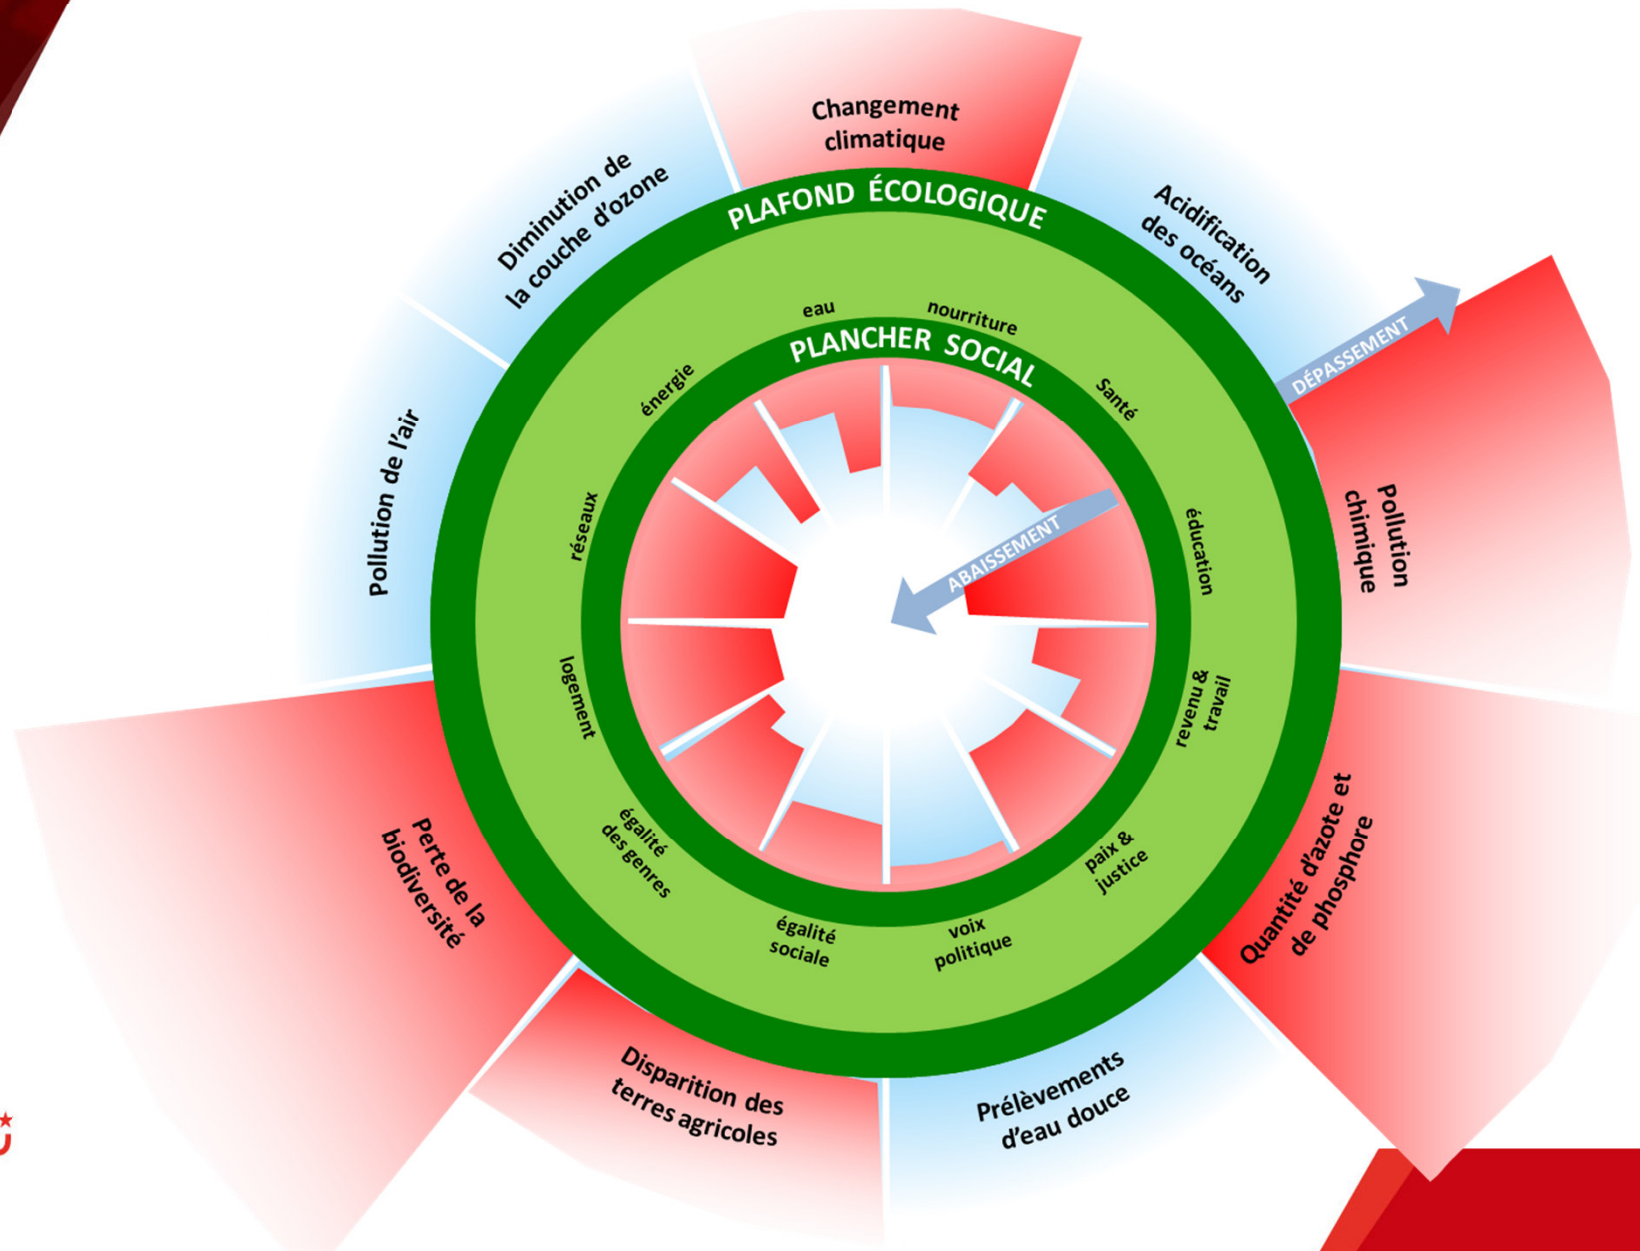 Changement
climatique
PLAFOND ÉCOLOGIQUE
Diminution de
la couche d'ozone
Acidification
des océans
DÉPASSEMENT
eau
nourriture
PLANCHER SOCIAL
énergie
Santé
Pollution de l'air
réseaux
ABAISSEMENT
éducation
Pollution
chimique
logement
revenu &
travail
Perte de la
biodiversité
égalité
des genres
paix &
justice
Quantité d'azote et
de phosphore
égalité
sociale
voix
politique
Disparition des
terres agricoles
Prélèvements
d'eau douce